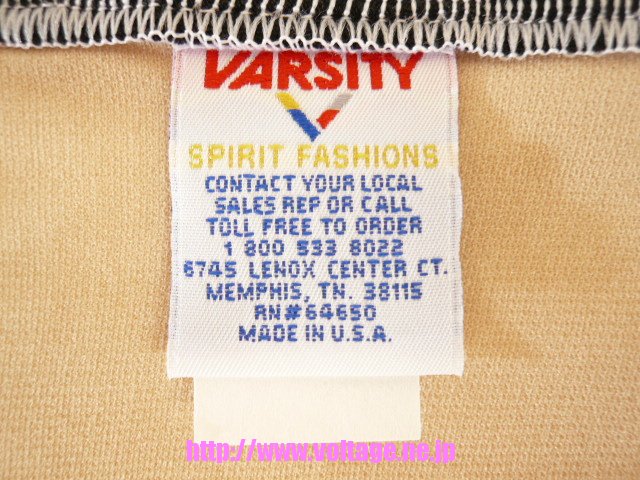 VARSITY
SPIRIT FASHIONS
CONTACT YOUR LOCAL
SALES REP OR CALL
TOLL FREE TO ORDER
1 800 533 8022
6745 LENOX CENTER CT.
MEMPHIS, TN. 38115
RN#64650
MADE IN U.S.A.
http://www.voltage.ne.jp